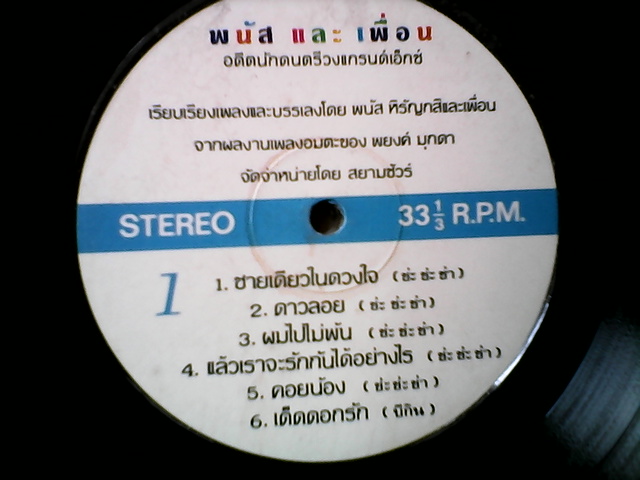 พนัส และ เพื่อน
อดีตนักดนตรีวงแกรนด์เอ็กซ์
เรียบเรียงเพลงและบรรเลงโดย พนัส หิรัญกสิและเพื่อน
จากผลงานเพลงอมตะของ พยงค์ มุกดา
จัดจำหน่ายโดย สยามซัวร์
STEREO 33 1/3 R.P.M.
1
1. ชายเดียวในดวงใจ (ช่ะ ช่ะ ช่า)
2. ดาวลอย (ช่ะ ช่ะ ช่า)
3. ผมไปไม่พ้น (ช่ะ ช่ะ ช่า)
4. แล้วเราจะรักกันได้อย่างไร (ช่ะ ช่ะ ช่า)
5. คอยน้อง (ช่ะ ช่ะ ช่า)
6. เด็ดดอกรัก (บีกิน)